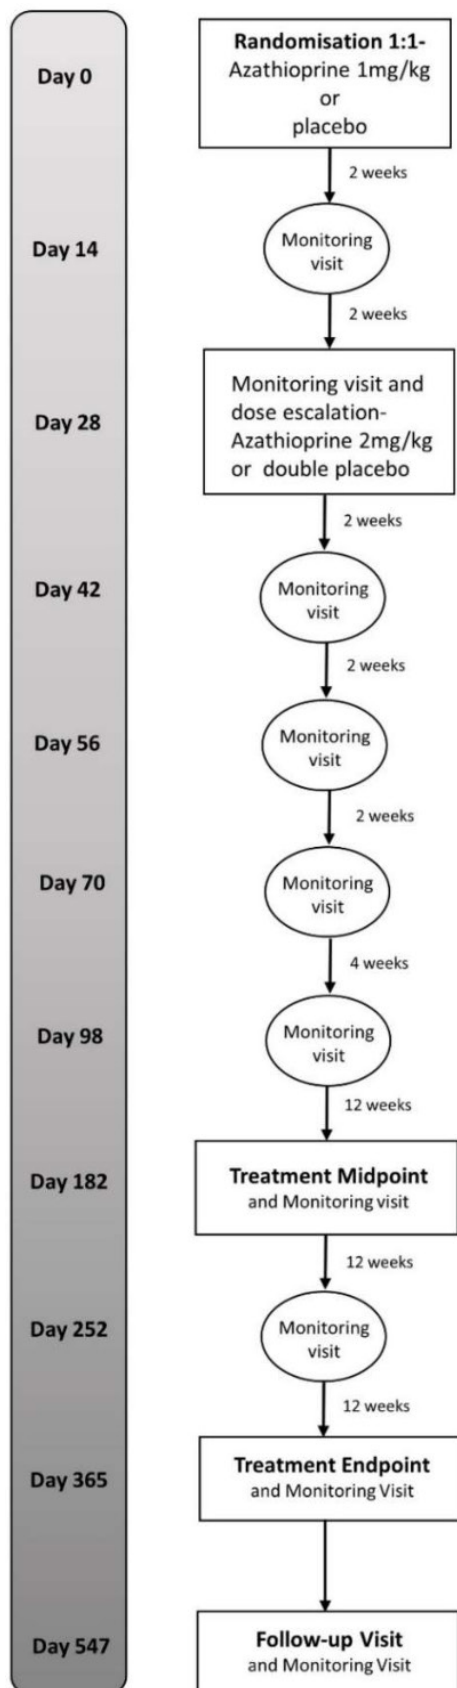 Day 0
Randomisation 1:1-
Azathioprine 1mg/kg
or
placebo
2 weeks
Day 14
Monitoring
visit
2 weeks
Day 28
Monitoring visit and
dose escalation-
Azathioprine 2mg/kg
or double placebo
2 weeks
Day 42
Monitoring
visit
2 weeks
Day 56
Monitoring
visit
2 weeks
Day 70
Monitoring
visit
4 weeks
Day 98
Monitoring
visit
12 weeks
Day 182
Treatment Midpoint
and Monitoring visit
12 weeks
Day 252
Monitoring
visit
12 weeks
Day 365
Treatment Endpoint
and Monitoring Visit
Day 547
Follow-up Visit
and Monitoring Visit